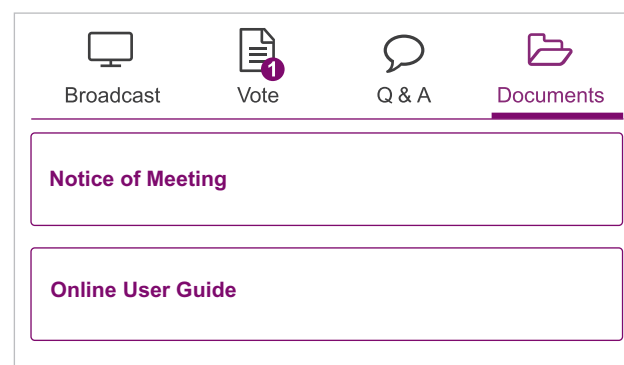 1
Broadcast Vote Q & A Documents
Notice of Meeting
Online User Guide